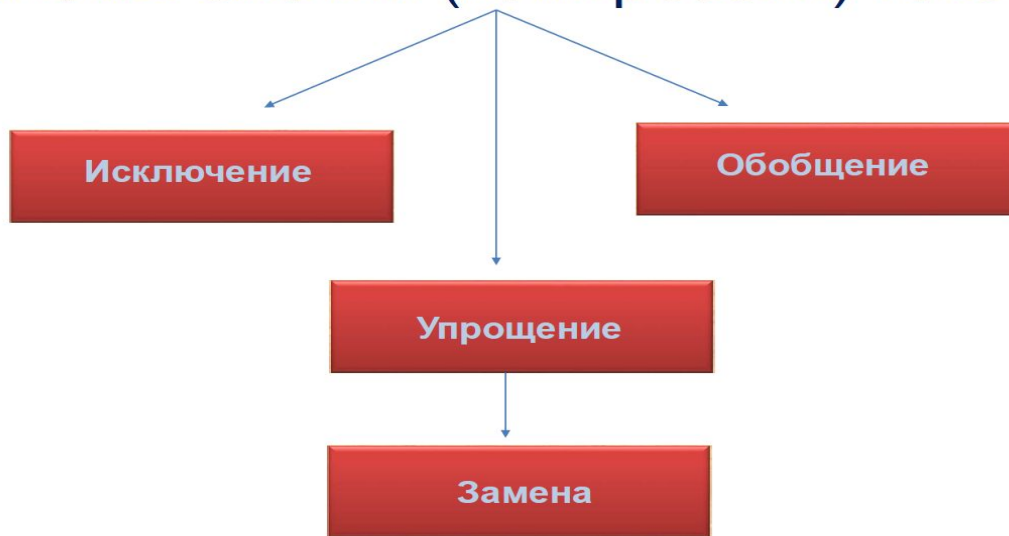 Исключение
Обобщение
Упрощение
Замена